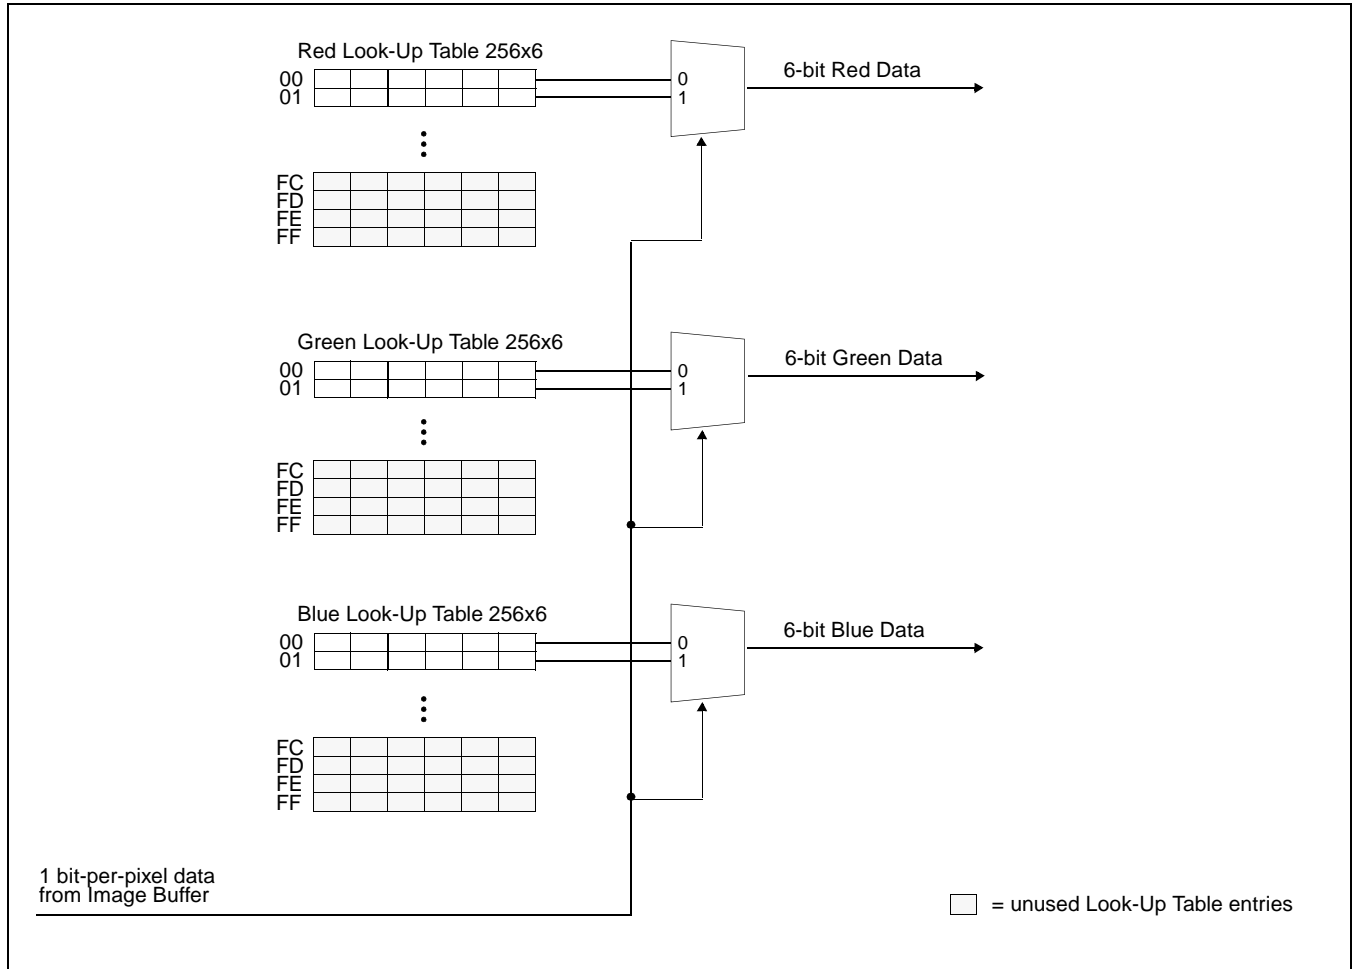 Red Look-Up Table 256x6
00
01
FC
FD
FE
FF
0
1
6-bit Red Data
Green Look-Up Table 256x6
00
01
FC
FD
FE
FF
0
1
6-bit Green Data
Blue Look-Up Table 256x6
00
01
FC
FD
FE
FF
0
1
6-bit Blue Data
1 bit-per-pixel data
from Image Buffer
= unused Look-Up Table entries